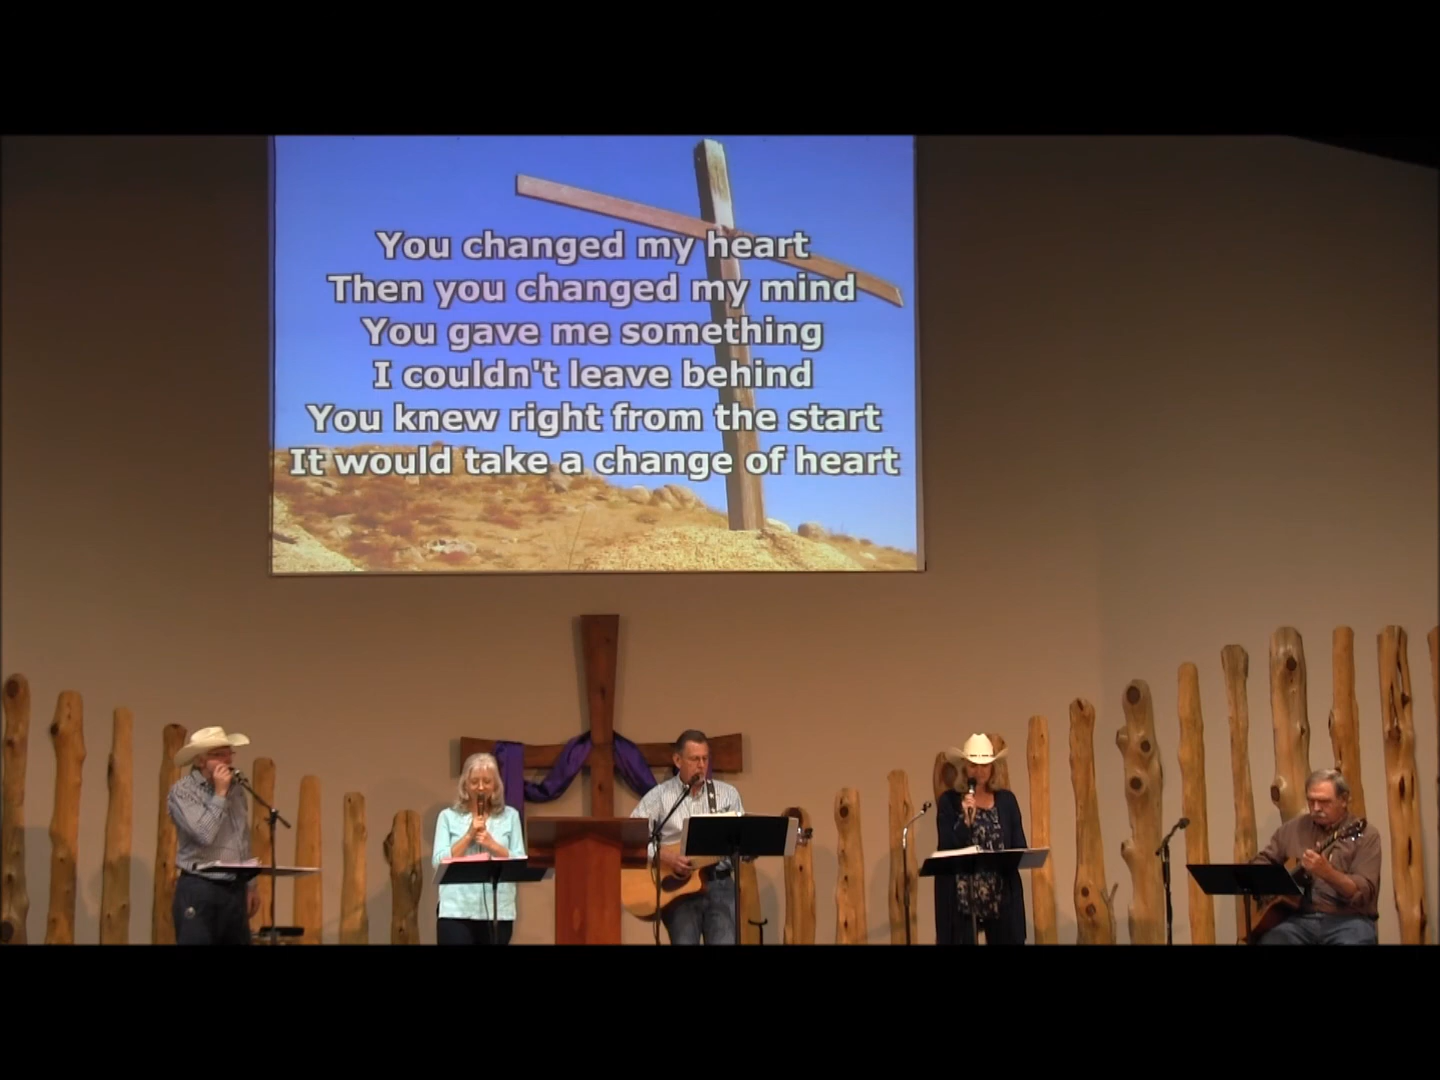 You changed my heart
Then you changed my mind
You gave me something
I couldn't leave behind
You knew right from the start
It would take a change of heart